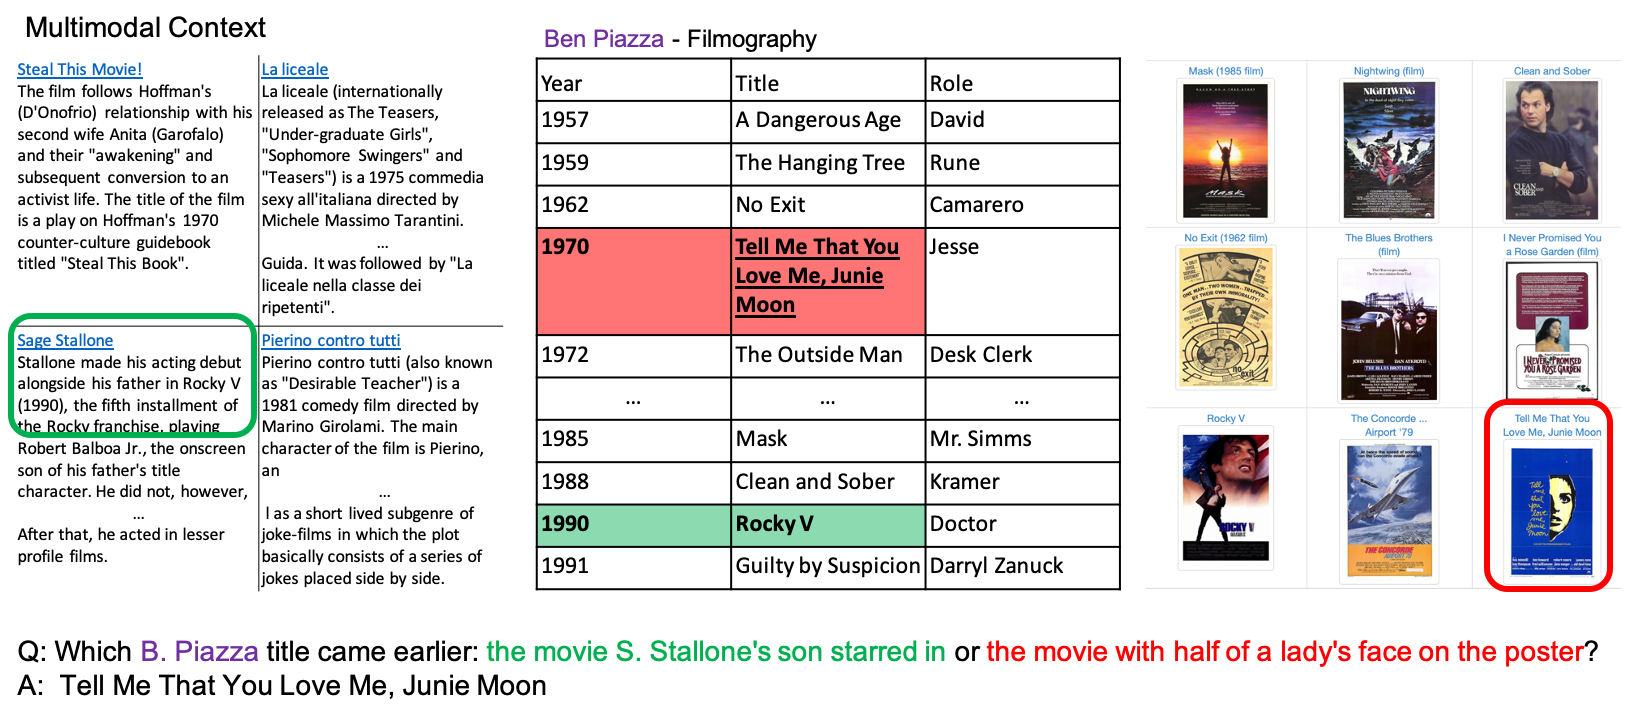 Multimodal Context
Steal This Movie!
The film follows Hoffman's
(D'Onofrio) relationship with his
second wife Anita (Garofalo)
and their "awakening" and
subsequent conversion to an
activist life. The title of the film
is a play on Hoffman's 1970
counter-culture guidebook
titled "Steal This Book".
La liceale
La liceale (internationally
released as The Teasers,
"Under-graduate Girls",
"Sophomore Swingers" and
"Teasers") is a 1975 commedia
sexy all'italiana directed by
Michele Massimo Tarantini.
...
Guida. It was followed by "La
liceale nella classe dei
ripetenti".
Sage Stallone
Stallone made his acting debut
alongside his father in Rocky V
(1990), the fifth installment of
the Rocky franchise, playing
Robert Balboa Jr., the onscreen
son of his father's title
character. He did not, however,
...
After that, he acted in lesser
profile films.
Pierino contro tutti
Pierino contro tutti (also known
as "Desirable Teacher") is a
1981 comedy film directed by
Marino Girolami. The main
character of the film is Pierino,
an
...
l as a short lived subgenre of
joke-films in which the plot
basically consists of a series of
jokes placed side by side.
Ben Piazza - Filmography
Year Title Role
1957 A Dangerous Age David
1959 The Hanging Tree Rune
1962 No Exit Camarero
1970 Tell Me That You Jesse
Love Me, Junie
Moon
1972 The Outside Man Desk Clerk
... ... ...
1985 Mask Mr. Simms
1988 Clean and Sober Kramer
1990 Rocky V Doctor
1991 Guilty by Suspicion Darryl Zanuck
Mask (1985 film)
Mask
Nightwing (film)
NIGHTWING
Clean and Sober
CLEAN AND
SOBER
No Exit (1962 film)
ONE MAN...TWO WOMEN...TRAPPED...
BY THEIR OWN IMMORALITY!
no exit
The Blues Brothers
(film)
JOHN BELUSHI DAN AYKROYD
THE BLUES BROTHERS
I Never Promised You
a Rose Garden (film)
I NEVER PROMISED
YOU A ROSE GARDEN
Rocky V
ROCKY V
The Concorde ...
Airport '79
THE CONCORDE
AIRPORT '79
Tell Me That You
Love Me, Junie Moon
Tell
me
that
you
love
me,
Junie
Moon
Q: Which B. Piazza title came earlier: the movie S. Stallone's son starred in or the movie with half of a lady's face on the poster?
A: Tell Me That You Love Me, Junie Moon